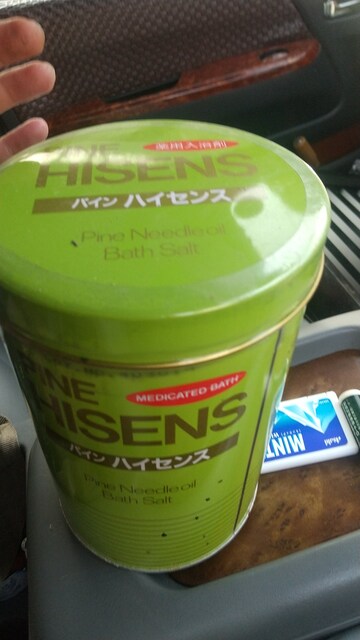 PINE
薬用入浴剤
HISENS
パイン ハイセンス
Pine Needle oil
Bath Salt
PINE
MEDICATED BATH
HISENS
パイン ハイセンス
Pine Needle oil
Bath Salt
MINT